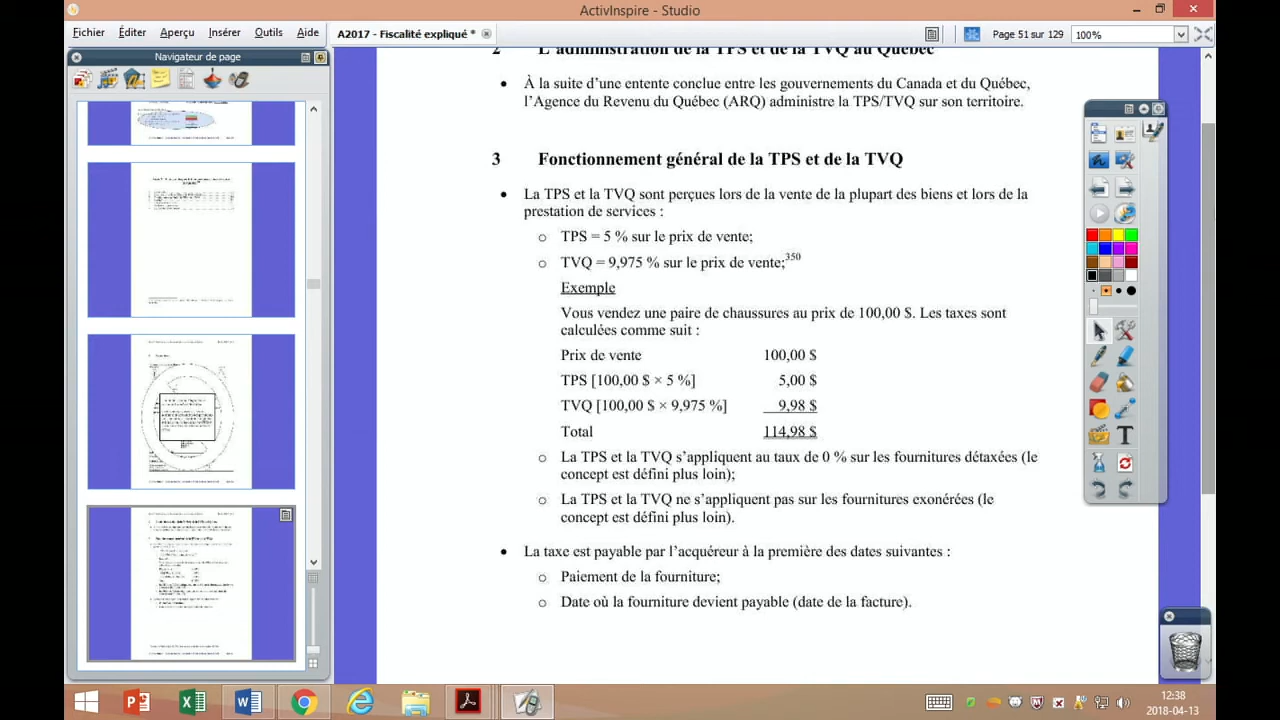 ActivInspire - Studio
Fichier Éditer Aperçu Insérer Outils Aide
A2017 - Fiscalité expliqué *
Page 51 sur 129
100%
Navigateur de page
2 L'administration de la TPS et de la TVQ au Québec
• À la suite d'une entente conclue entre les gouvernements du Canada et du Québec,
l'Agence du Revenu du Québec (ARQ) administre la TPS/TVQ sur son territoire.
3 Fonctionnement général de la TPS et de la TVQ
• La TPS et la TVQ sont perçues lors de la vente de la plupart des biens et lors de la
prestation de services :
o TPS = 5 % sur le prix de vente;
o TVQ = 9,975 % sur le prix de vente;350
Exemple
Vous vendez une paire de chaussures au prix de 100,00 $. Les taxes sont
calculées comme suit :
Prix de vente 100,00 $
TPS [100,00 $ × 5 %] 5,00 $
TVQ [100,00 $ × 9,975 %] 9,98 $
Total 114,98 $
o La TPS et la TVQ s'appliquent au taux de 0 % sur les fournitures détaxées (le
concept est défini plus loin);
o La TPS et la TVQ ne s'appliquent pas sur les fournitures exonérées (le
concept est défini plus loin).
• La taxe est payable par l'acquéreur à la première des dates suivantes :
o Paiement de la fourniture;
o Date où la fourniture devient payable (date de la facture).
12:38
2018-04-13